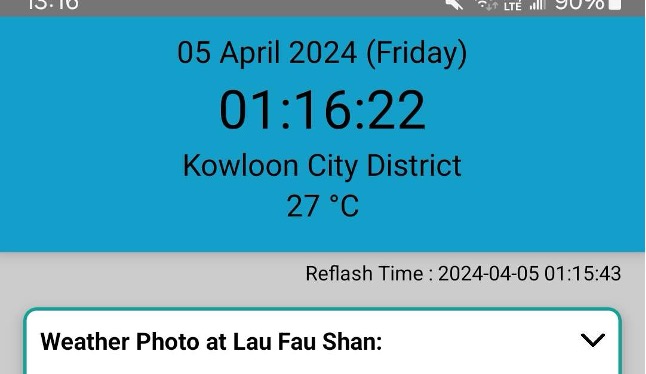 13:16 LTE 90%
05 April 2024 (Friday)
01:16:22
Kowloon City District
27 °C
Reflash Time : 2024-04-05 01:15:43
Weather Photo at Lau Fau Shan: